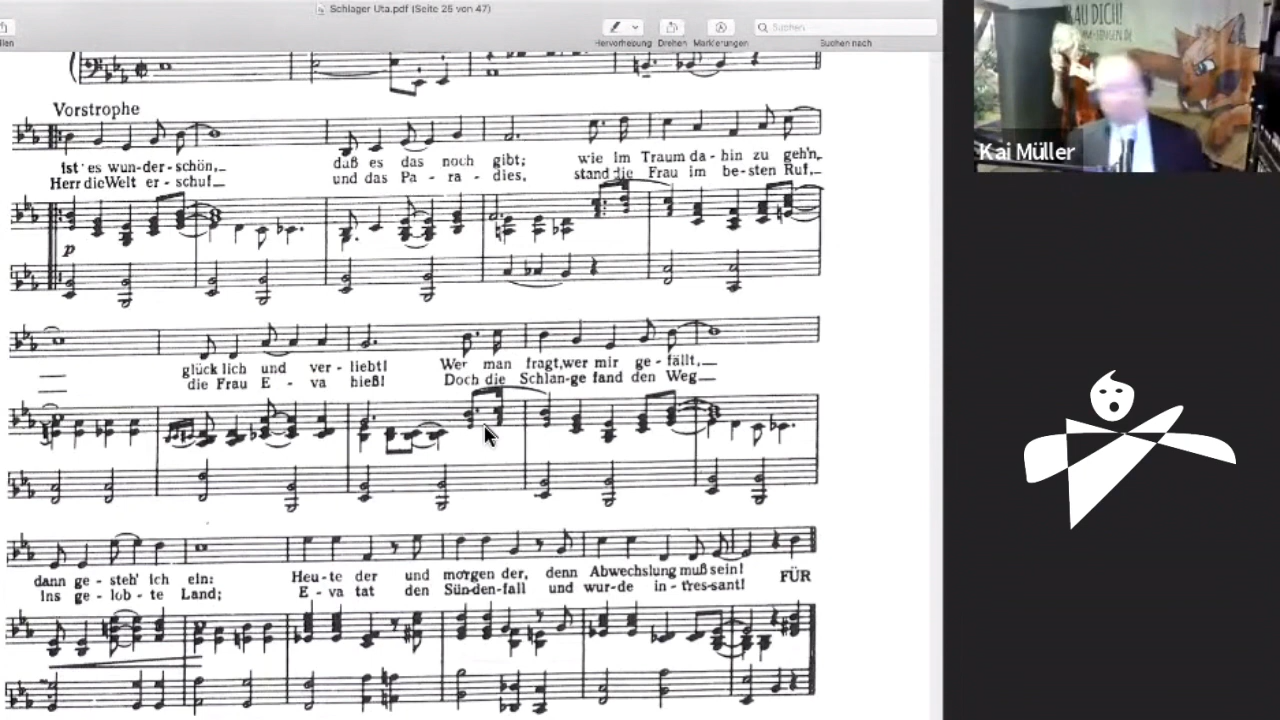 Schlager Uta.pdf (Seite 25 von 47)
Suchen
Hervorhebung Drehen Markierungen Suchen nach
Vorstrophe
ist' es wun-der-schön,
daß es das noch gibt; wie im Traum da-hin zu geh'n,
Herr die Welt er-schuf
und das Pa-ra-dies, stand die Frau im be-sten Ruf,
p
glück lich und ver-liebt! Wer man fragt, wer mir ge-fällt,
die Frau E-va hieß! Doch die Schlan-ge fand den Weg
dann ge-steh' ich ein: Heu-te der und morgen der, denn Abwechslung muß sein! FÜR
ins ge-lob-te Land; E-va tat den Sünden-fall und wur-de in-tres-sant!
AU DICH!
Kai Müller